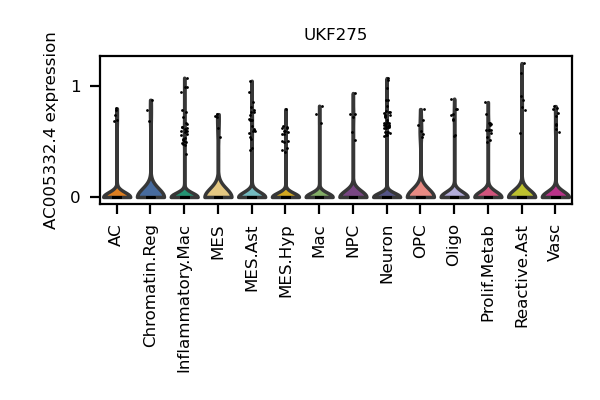 UKF275
AC005332.4 expression
1
0
AC
Chromatin.Reg
Inflammatory.Mac
MES
MES.Ast
MES.Hyp
Mac
NPC
Neuron
OPC
Oligo
Prolif.Metab
Reactive.Ast
Vasc